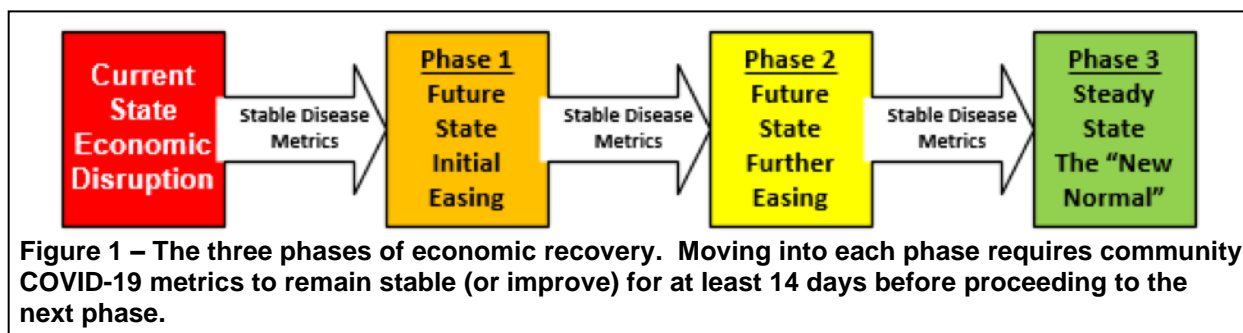 Current
State
Economic
Disruption
Stable Disease
Metrics
Phase 1
Future
State
Initial
Easing
Stable Disease
Metrics
Phase 2
Future
State
Further
Easing
Stable Disease
Metrics
Phase 3
Steady
State
The “New
Normal”
Figure 1 – The three phases of economic recovery.  Moving into each phase requires community
COVID-19 metrics to remain stable (or improve) for at least 14 days before proceeding to the
next phase.